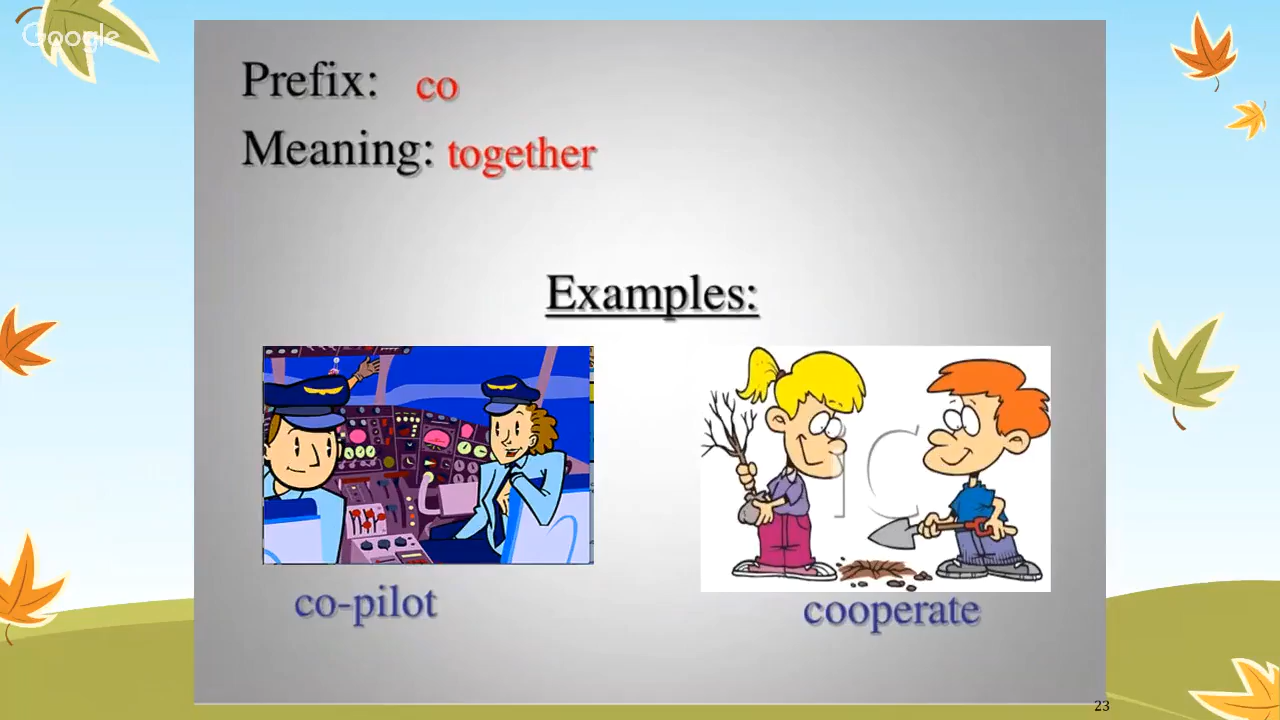 Google
Prefix: co
Meaning: together
Examples:
co-pilot
cooperate
23